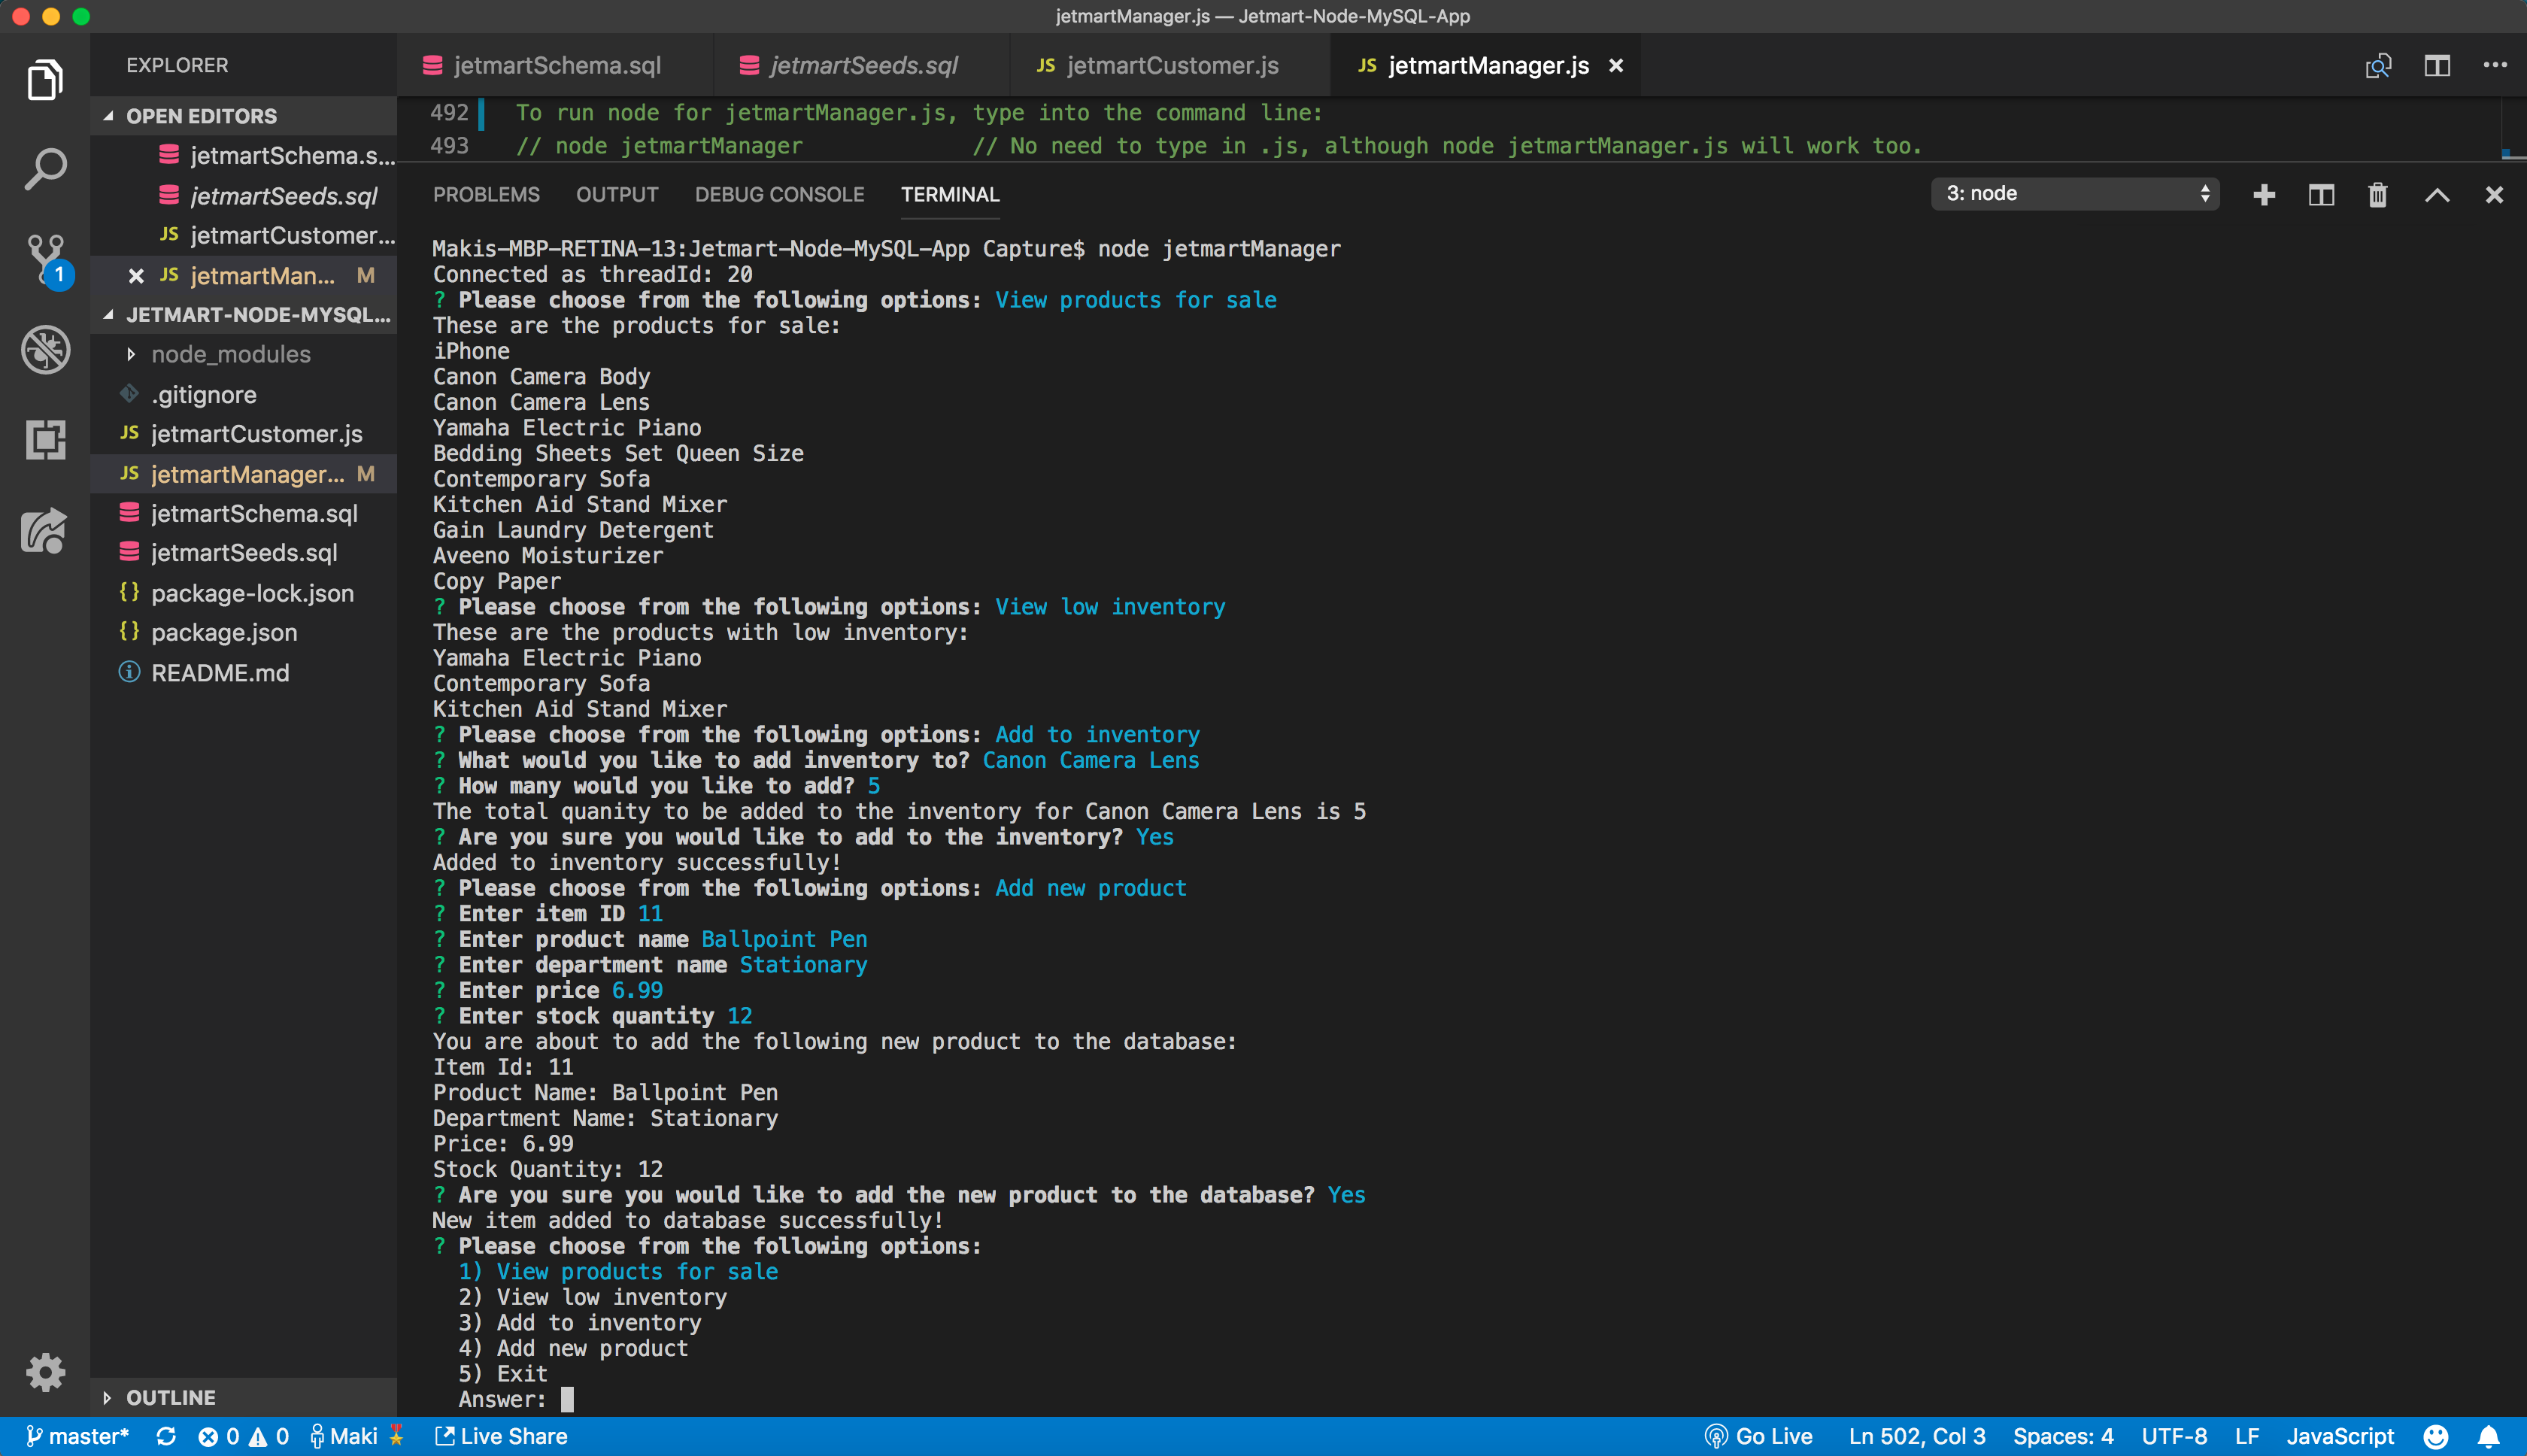 jetmartManager.js — Jetmart-Node-MySQL-App
EXPLORER
OPEN EDITORS
jetmartSchema.s...
jetmartSeeds.sql
JS jetmartCustomer...
JS jetmartMan... M
JETMART-NODE-MYSQL...
node_modules
.gitignore
JS jetmartCustomer.js
JS jetmartManager... M
jetmartSchema.sql
jetmartSeeds.sql
{} package-lock.json
{} package.json
README.md
OUTLINE
1
jetmartSchema.sql jetmartSeeds.sql JS jetmartCustomer.js JS jetmartManager.js
492 To run node for jetmartManager.js, type into the command line:
493 // node jetmartManager // No need to type in .js, although node jetmartManager.js will work too.
PROBLEMS OUTPUT DEBUG CONSOLE TERMINAL 3: node
Makis-MBP-RETINA-13:Jetmart-Node-MySQL-App Capture$ node jetmartManager
Connected as threadId: 20
? Please choose from the following options: View products for sale
These are the products for sale:
iPhone
Canon Camera Body
Canon Camera Lens
Yamaha Electric Piano
Bedding Sheets Set Queen Size
Contemporary Sofa
Kitchen Aid Stand Mixer
Gain Laundry Detergent
Aveeno Moisturizer
Copy Paper
? Please choose from the following options: View low inventory
These are the products with low inventory:
Yamaha Electric Piano
Contemporary Sofa
Kitchen Aid Stand Mixer
? Please choose from the following options: Add to inventory
? What would you like to add inventory to? Canon Camera Lens
? How many would you like to add? 5
The total quanity to be added to the inventory for Canon Camera Lens is 5
? Are you sure you would like to add to the inventory? Yes
Added to inventory successfully!
? Please choose from the following options: Add new product
? Enter item ID 11
? Enter product name Ballpoint Pen
? Enter department name Stationary
? Enter price 6.99
? Enter stock quantity 12
You are about to add the following new product to the database:
Item Id: 11
Product Name: Ballpoint Pen
Department Name: Stationary
Price: 6.99
Stock Quantity: 12
? Are you sure you would like to add the new product to the database? Yes
New item added to database successfully!
? Please choose from the following options:
1) View products for sale
2) View low inventory
3) Add to inventory
4) Add new product
5) Exit
Answer:
master* 0 0 Maki Live Share Go Live Ln 502, Col 3 Spaces: 4 UTF-8 LF JavaScript